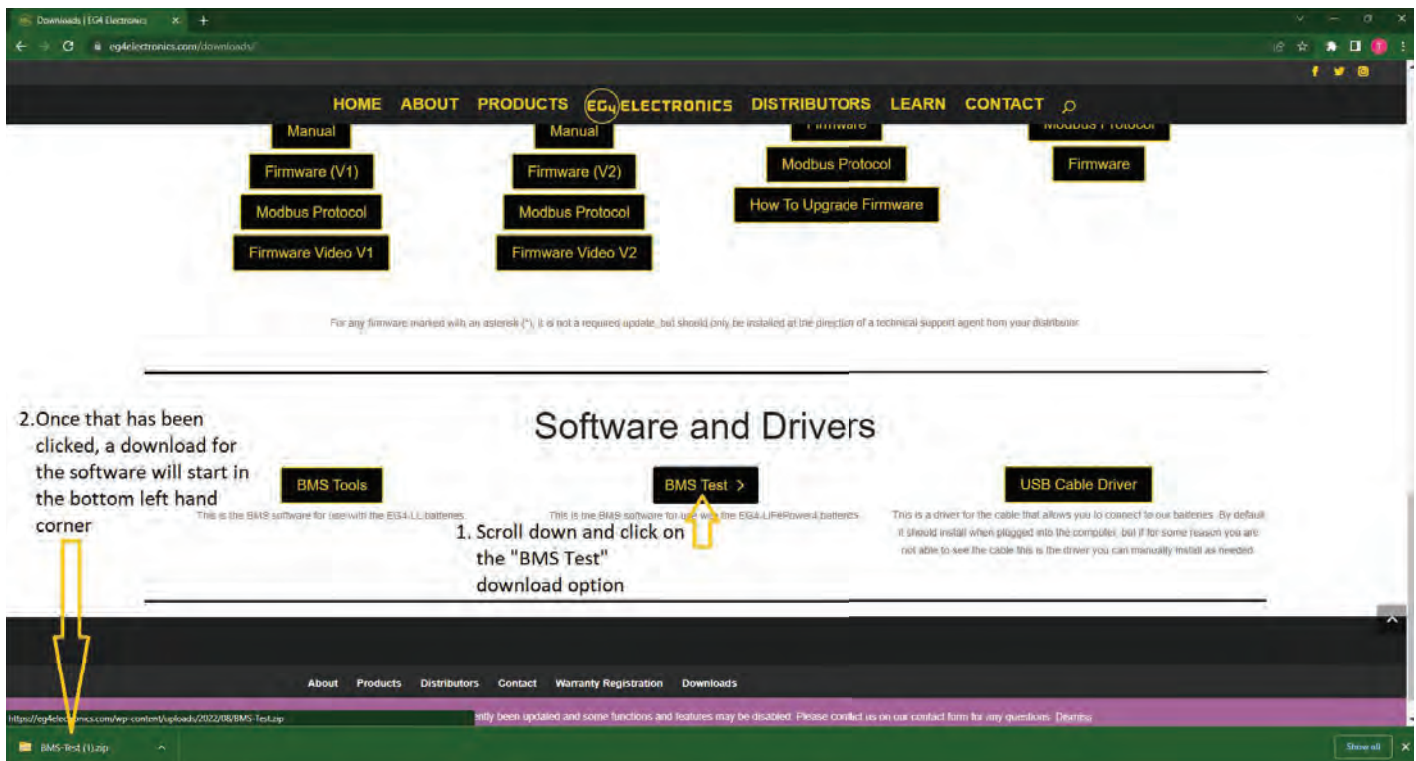 Downloads | EG4 Electronics
eg4electronics.com/downloads/
HOME ABOUT PRODUCTS EG4 ELECTRONICS DISTRIBUTORS LEARN CONTACT
Manual
Manual
Firmware
Modbus Protocol
Firmware (V1)
Firmware (V2)
Modbus Protocol
Firmware
Modbus Protocol
Modbus Protocol
How To Upgrade Firmware
Firmware Video V1
Firmware Video V2
For any firmware marked with an asterisk (*), it is not a required update, but should only be installed at the direction of a technical support agent from your distributor.
Software and Drivers
2.Once that has been
clicked, a download for
the software will start in
the bottom left hand
corner
BMS Tools
This is the BMS software for use with the EG4-LL batteries.
BMS Test >
This is the BMS software for use with the EG4-LiFePower4 batteries.
1. Scroll down and click on
the "BMS Test"
download option
USB Cable Driver
This is a driver for the cable that allows you to connect to our batteries. By default
it should install when plugged into the computer, but if for some reason you are
not able to see the cable this is the driver you can manually install as needed.
About Products Distributors Contact Warranty Registration Downloads
https://eg4electronics.com/wp-content/uploads/2022/08/BMS-Test.zip
ently been updated and some functions and features may be disabled. Please contact us on our contact form for any questions. Dismiss
BMS-Test (1).zip
Show all